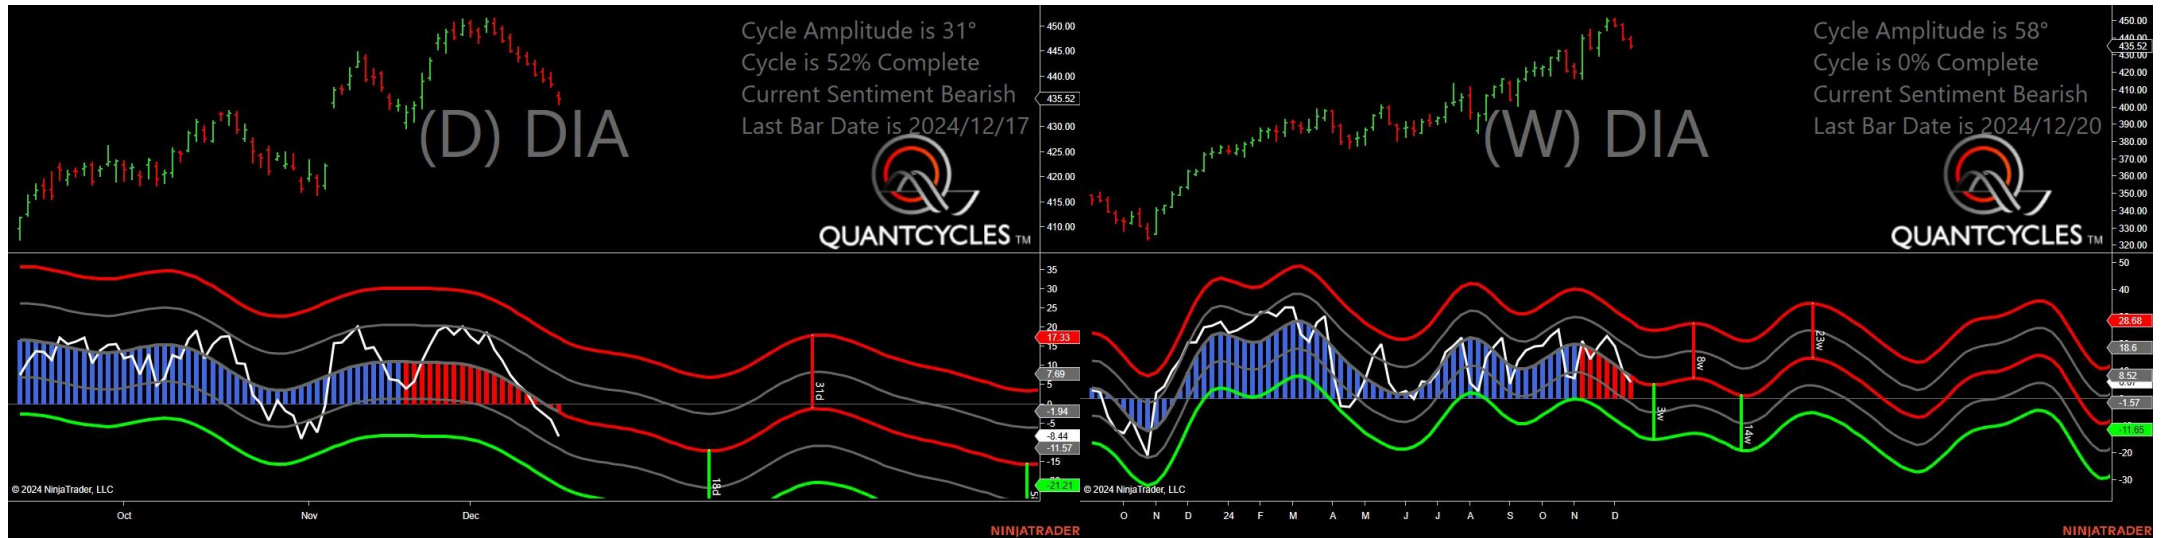 Cycle Amplitude is 31°
Cycle is 52% Complete
Current Sentiment Bearish
Last Bar Date is 2024/12/17
(D) DIA
QUANTCYCLES TM
450.00
445.00
440.00
435.52
430.00
425.00
420.00
415.00
410.00
35
30
25
20
17.33
15
10
7.69
5
0
-1.94
-5
-8.44
-11.57
-15
-21.21
31d
18d
© 2024 NinjaTrader, LLC
Oct Nov Dec
NINJATRADER
Cycle Amplitude is 58°
Cycle is 0% Complete
Current Sentiment Bearish
Last Bar Date is 2024/12/20
(W) DIA
QUANTCYCLES TM
450.00
440.00
435.52
430.00
420.00
410.00
400.00
390.00
380.00
370.00
360.00
350.00
340.00
330.00
320.00
50
40
28.68
18.6
8.52
-1.57
-11.65
-20
-30
8w
23w
3w
14w
© 2024 NinjaTrader, LLC
O N D 24 F M A M J J A S O N D
NINJATRADER